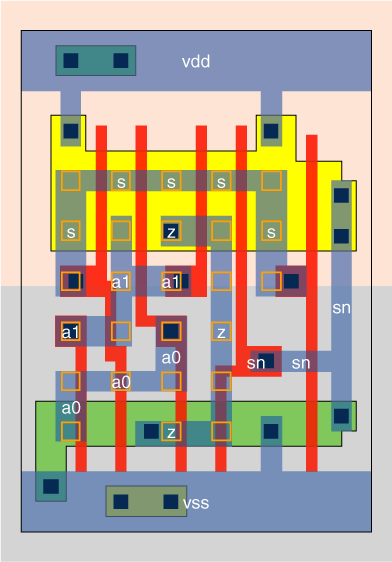 vdd
s s s
s z s
a1 a1
sn
a1 z
a0 sn sn
a0
a0
z
vss